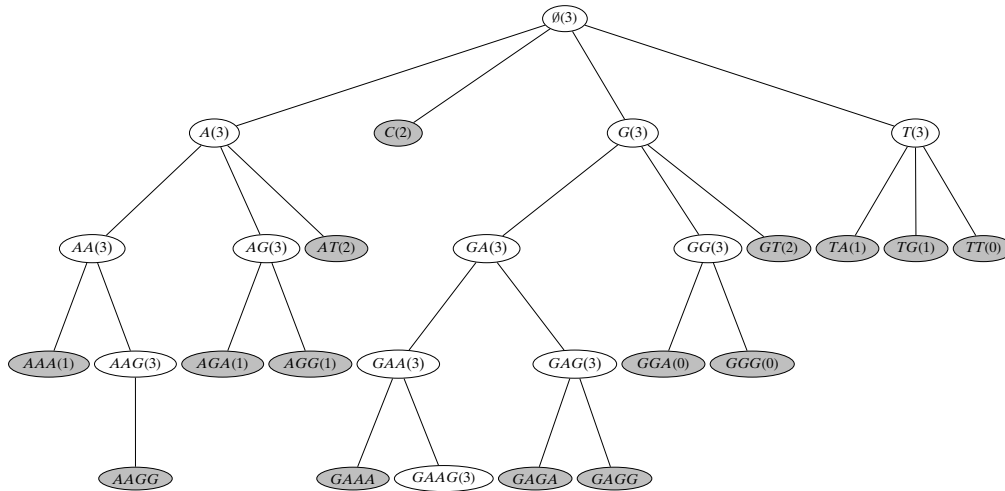 ∅(3)
A(3) C(2) G(3) T(3)
AA(3) AG(3) AT(2) GA(3) GG(3) GT(2) TA(1) TG(1) TT(0)
AAA(1) AAG(3) AGA(1) AGG(1) GAA(3) GAG(3) GGA(0) GGG(0)
AAGG GAAA GAAG(3) GAGA GAGG